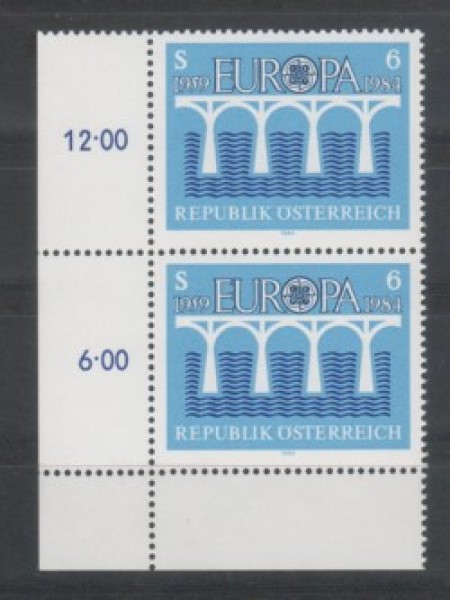 S 6
1959 EUROPA 1984
12·00
REPUBLIK ÖSTERREICH
S 6
1959 EUROPA 1984
6·00
REPUBLIK ÖSTERREICH